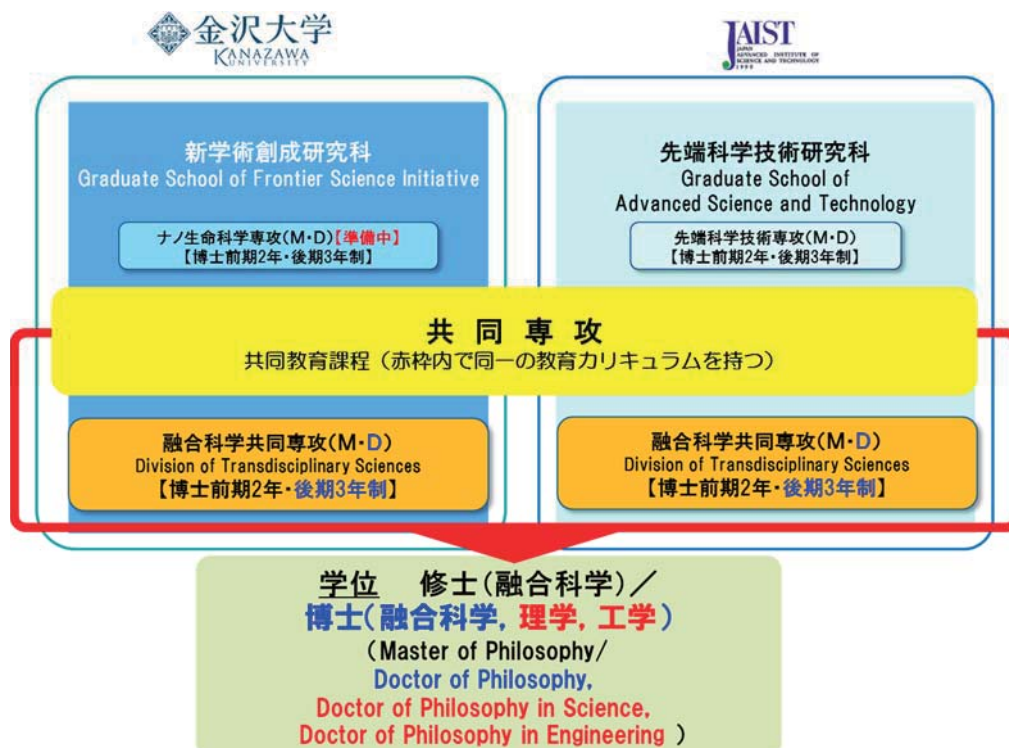 金沢大学
KANAZAWA
UNIVERSITY
JAIST
JAPAN
ADVANCED INSTITUTE OF
SCIENCE AND TECHNOLOGY
1990
新学術創成研究科
Graduate School of Frontier Science Initiative
ナノ生命科学専攻(M・D)【準備中】
【博士前期2年・後期3年制】
先端科学技術研究科
Graduate School of
Advanced Science and Technology
先端科学技術専攻(M・D)
【博士前期2年・後期3年制】
共同専攻
共同教育課程（赤枠内で同一の教育カリキュラムを持つ）
融合科学共同専攻(M・D)
Division of Transdisciplinary Sciences
【博士前期2年・後期3年制】
融合科学共同専攻(M・D)
Division of Transdisciplinary Sciences
【博士前期2年・後期3年制】
学位　修士(融合科学)／
博士(融合科学, 理学, 工学)
(Master of Philosophy/
Doctor of Philosophy,
Doctor of Philosophy in Science,
Doctor of Philosophy in Engineering )